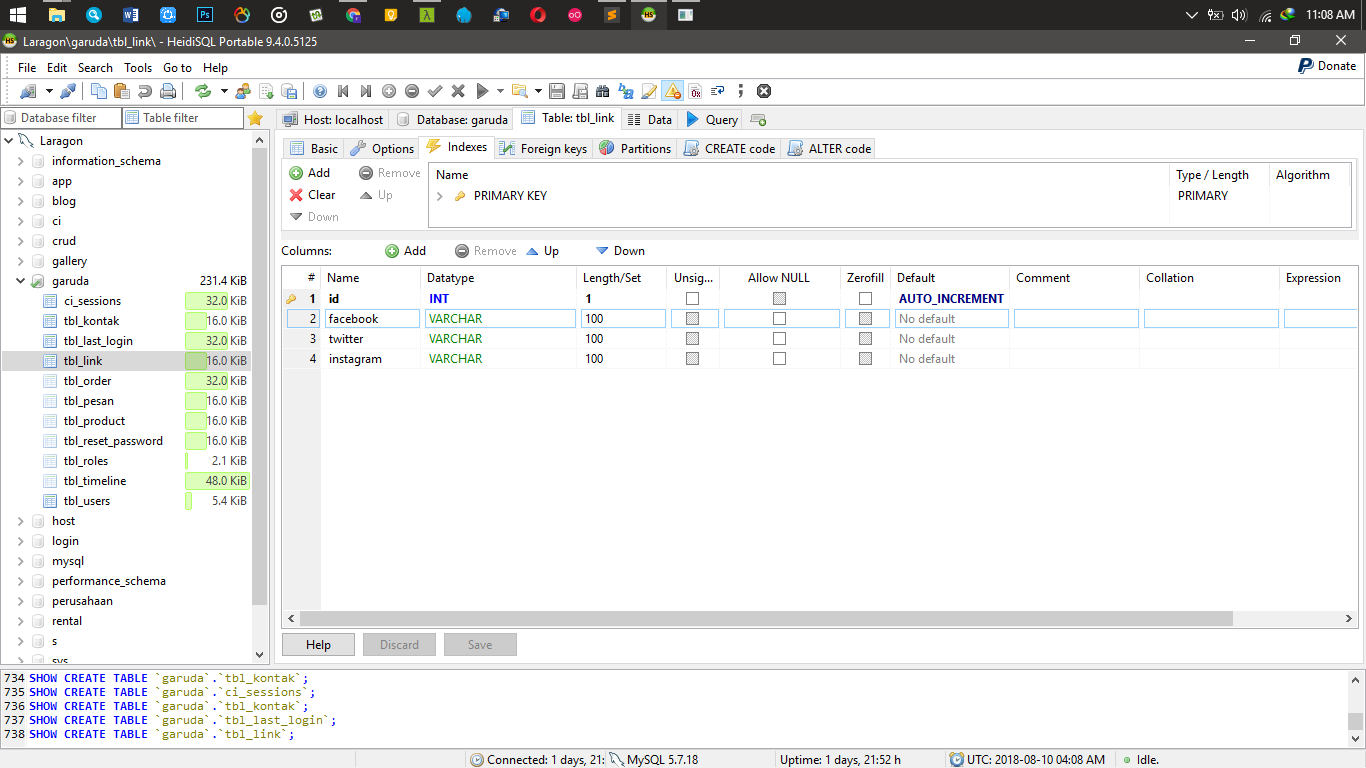 11:08 AM
Laragon\garuda\tbl_link\ - HeidiSQL Portable 9.4.0.5125
File Edit Search Tools Go to Help
Donate
Database filter Table filter
Host: localhost Database: garuda Table: tbl_link Data Query
Laragon
information_schema
app
blog
ci
crud
gallery
garuda 231.4 KiB
ci_sessions 32.0 KiB
tbl_kontak 16.0 KiB
tbl_last_login 32.0 KiB
tbl_link 16.0 KiB
tbl_order 32.0 KiB
tbl_pesan 16.0 KiB
tbl_product 16.0 KiB
tbl_reset_password 16.0 KiB
tbl_roles 2.1 KiB
tbl_timeline 48.0 KiB
tbl_users 5.4 KiB
host
login
mysql
performance_schema
perusahaan
rental
s
sys
Basic Options Indexes Foreign keys Partitions CREATE code ALTER code
Add Remove
Clear Up
Down
Name Type / Length Algorithm
PRIMARY KEY PRIMARY
Columns: Add Remove Up Down
# Name Datatype Length/Set Unsig... Allow NULL Zerofill Default Comment Collation Expression
1 id INT 1 AUTO_INCREMENT
2 facebook VARCHAR 100 No default
3 twitter VARCHAR 100 No default
4 instagram VARCHAR 100 No default
Help Discard Save
734 SHOW CREATE TABLE `garuda`.`tbl_kontak`;
735 SHOW CREATE TABLE `garuda`.`ci_sessions`;
736 SHOW CREATE TABLE `garuda`.`tbl_kontak`;
737 SHOW CREATE TABLE `garuda`.`tbl_last_login`;
738 SHOW CREATE TABLE `garuda`.`tbl_link`;
Connected: 1 days, 21: MySQL 5.7.18 Uptime: 1 days, 21:52 h UTC: 2018-08-10 04:08 AM Idle.